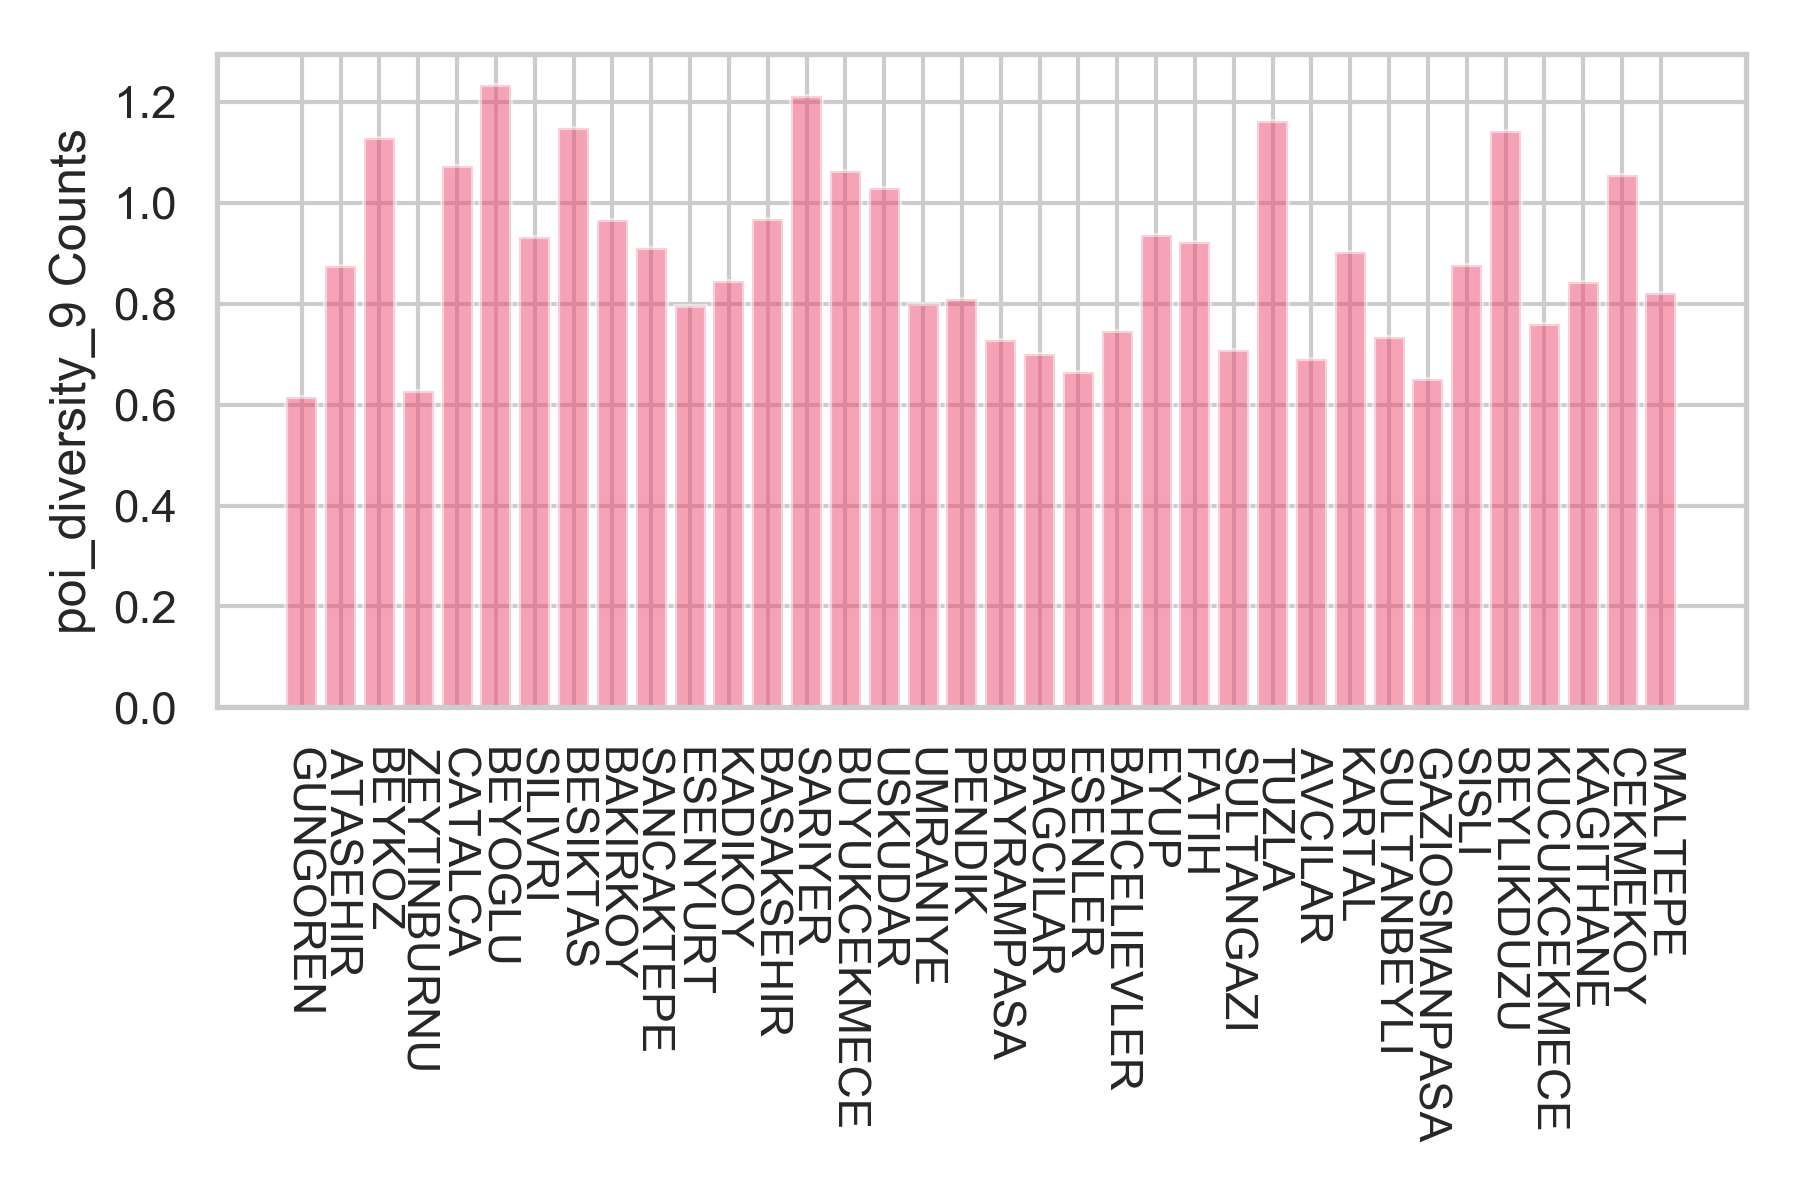 poi_diversity_9 Counts
1.2
1.0
0.8
0.6
0.4
0.2
0.0
GUNGOREN
ATASEHIR
BEYKOZ
ZEYTINBURNU
CATALCA
BEYOGLU
SILIVRI
BESIKTAS
BAKIRKOY
SANCAKTEPE
ESENYURT
KADIKOY
BASAKSEHIR
SARIYER
BUYUKCEKMECE
USKUDAR
UMRANIYE
PENDIK
BAYRAMPASA
BAGCILAR
ESENLER
BAHCELIEVLER
EYUP
FATIH
SULTANGAZI
TUZLA
AVCILAR
KARTAL
SULTANBEYLI
GAZIOSMANPASA
SISLI
BEYLIKDUZU
KUCUKCEKMECE
KAGITHANE
CEKMEKOY
MALTEPE